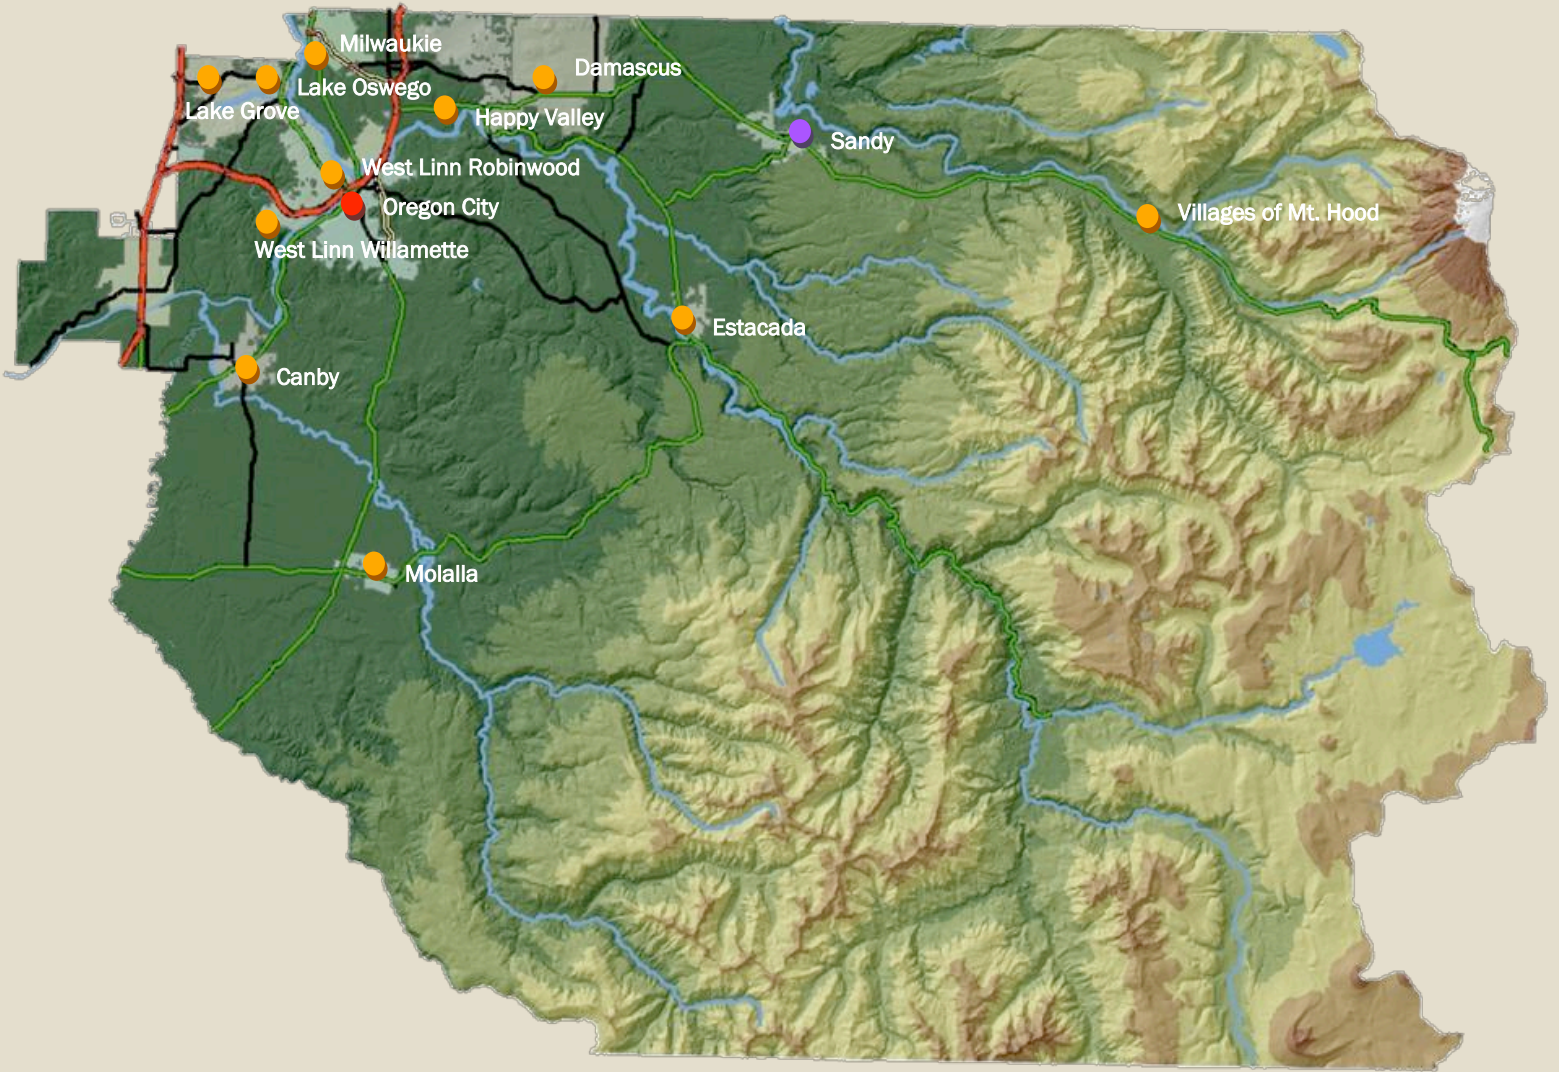 Milwaukie
Damascus
Lake Oswego
Lake Grove
Happy Valley
Sandy
West Linn Robinwood
Oregon City
Villages of Mt. Hood
West Linn Willamette
Estacada
Canby
Molalla